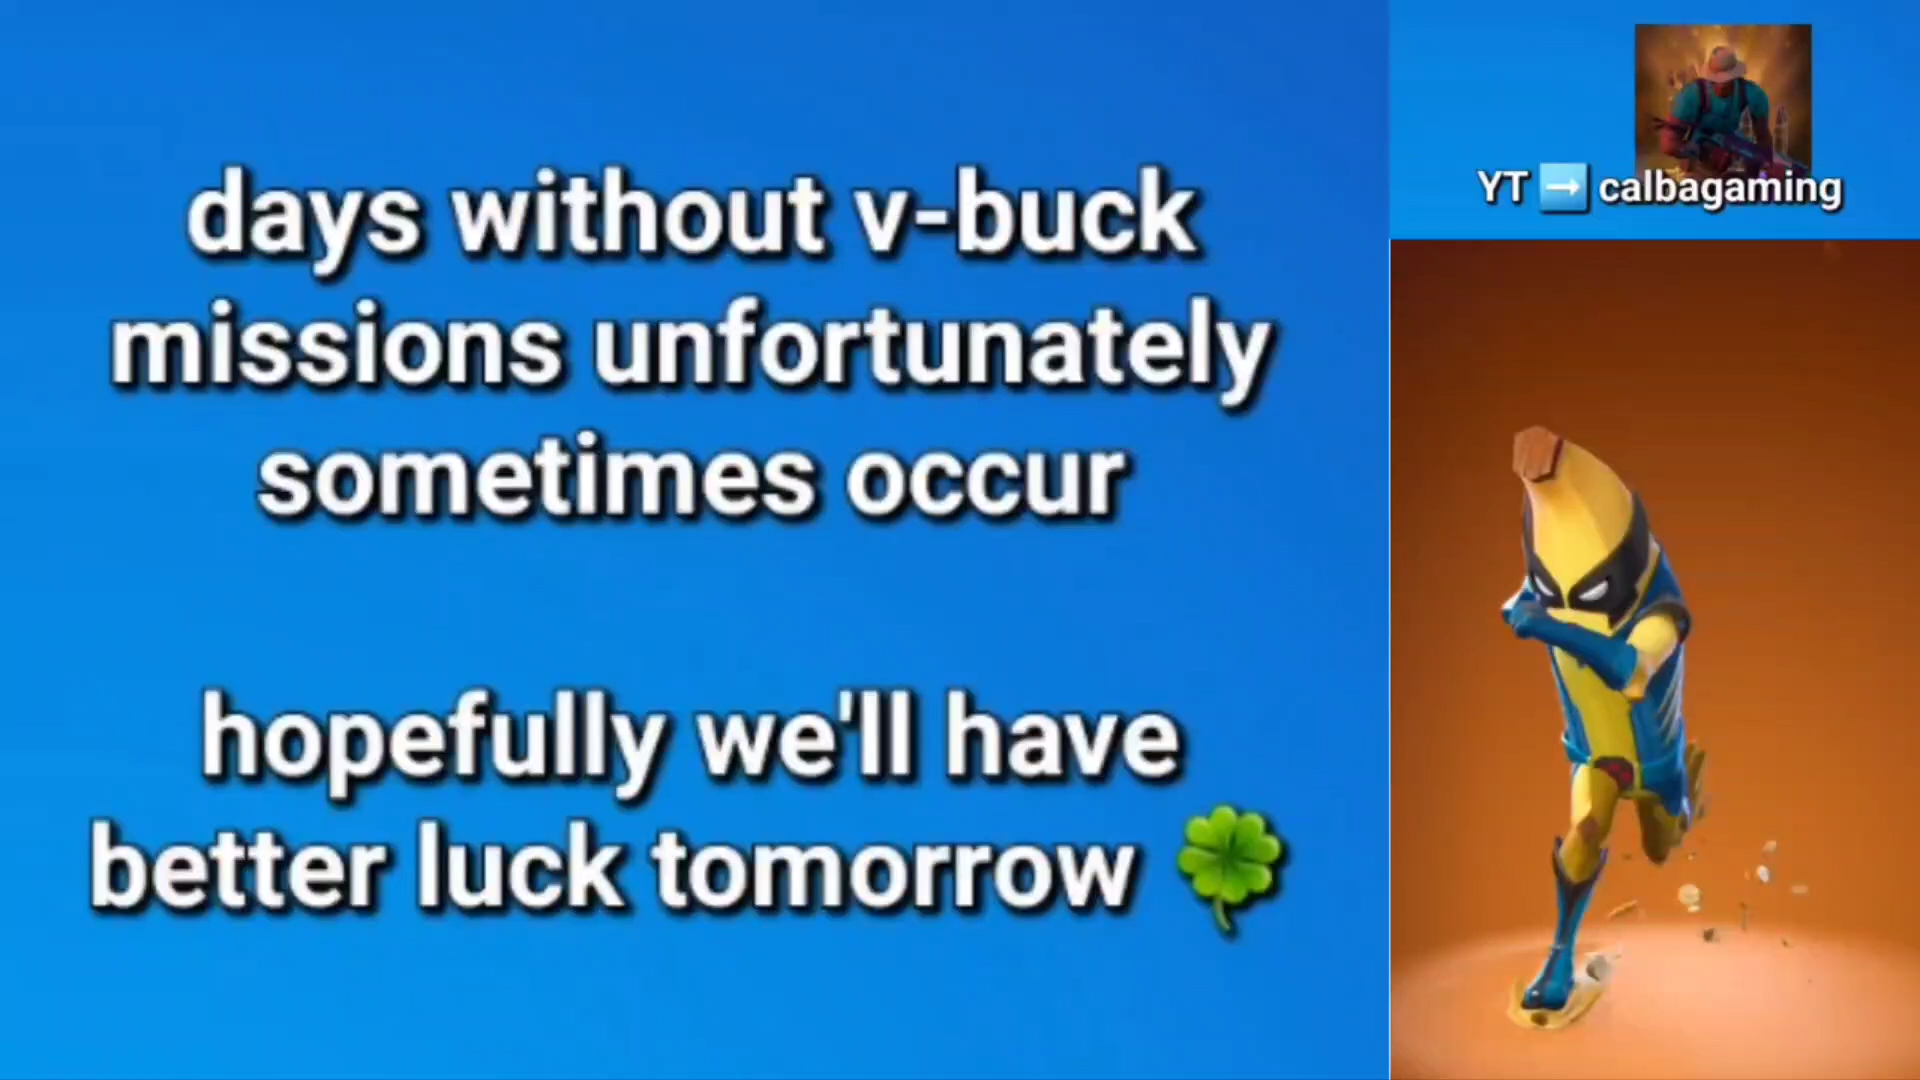 days without v-buck
missions unfortunately
sometimes occur
hopefully we'll have
better luck tomorrow 🍀
YT ➡️ calbagaming